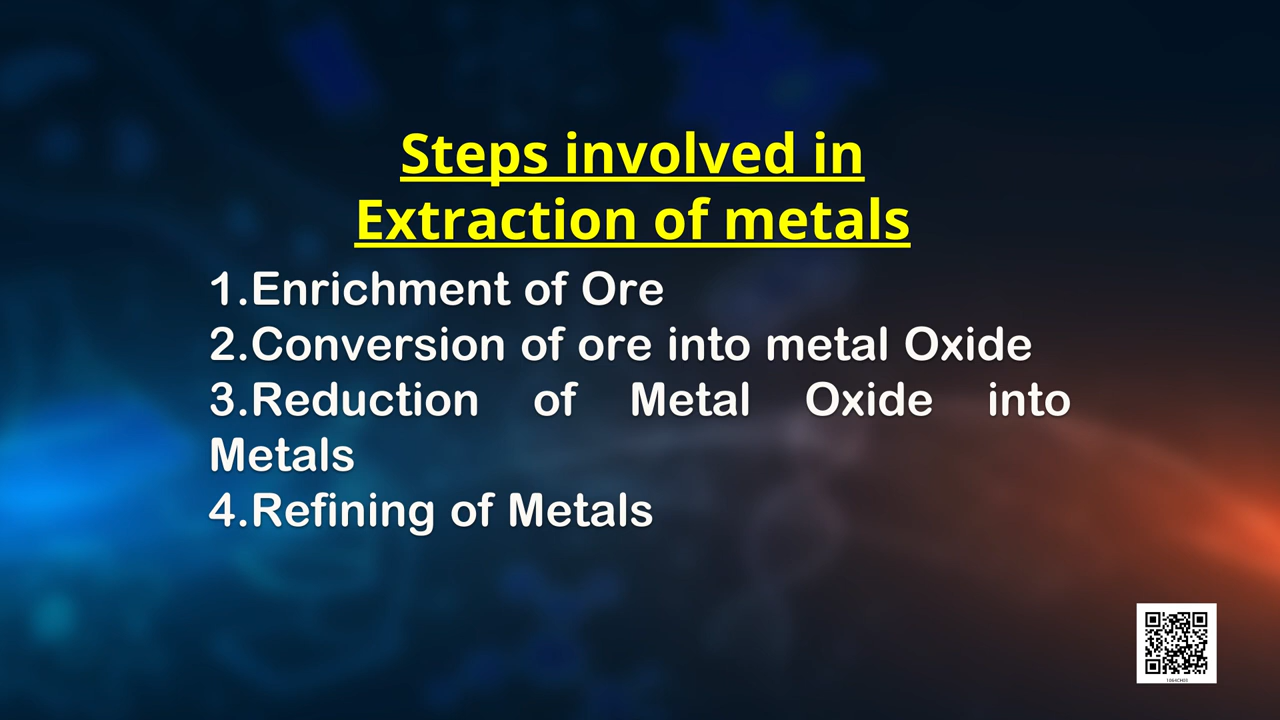 Steps involved in
Extraction of metals
1.Enrichment of Ore
2.Conversion of ore into metal Oxide
3.Reduction of Metal Oxide into
Metals
4.Refining of Metals